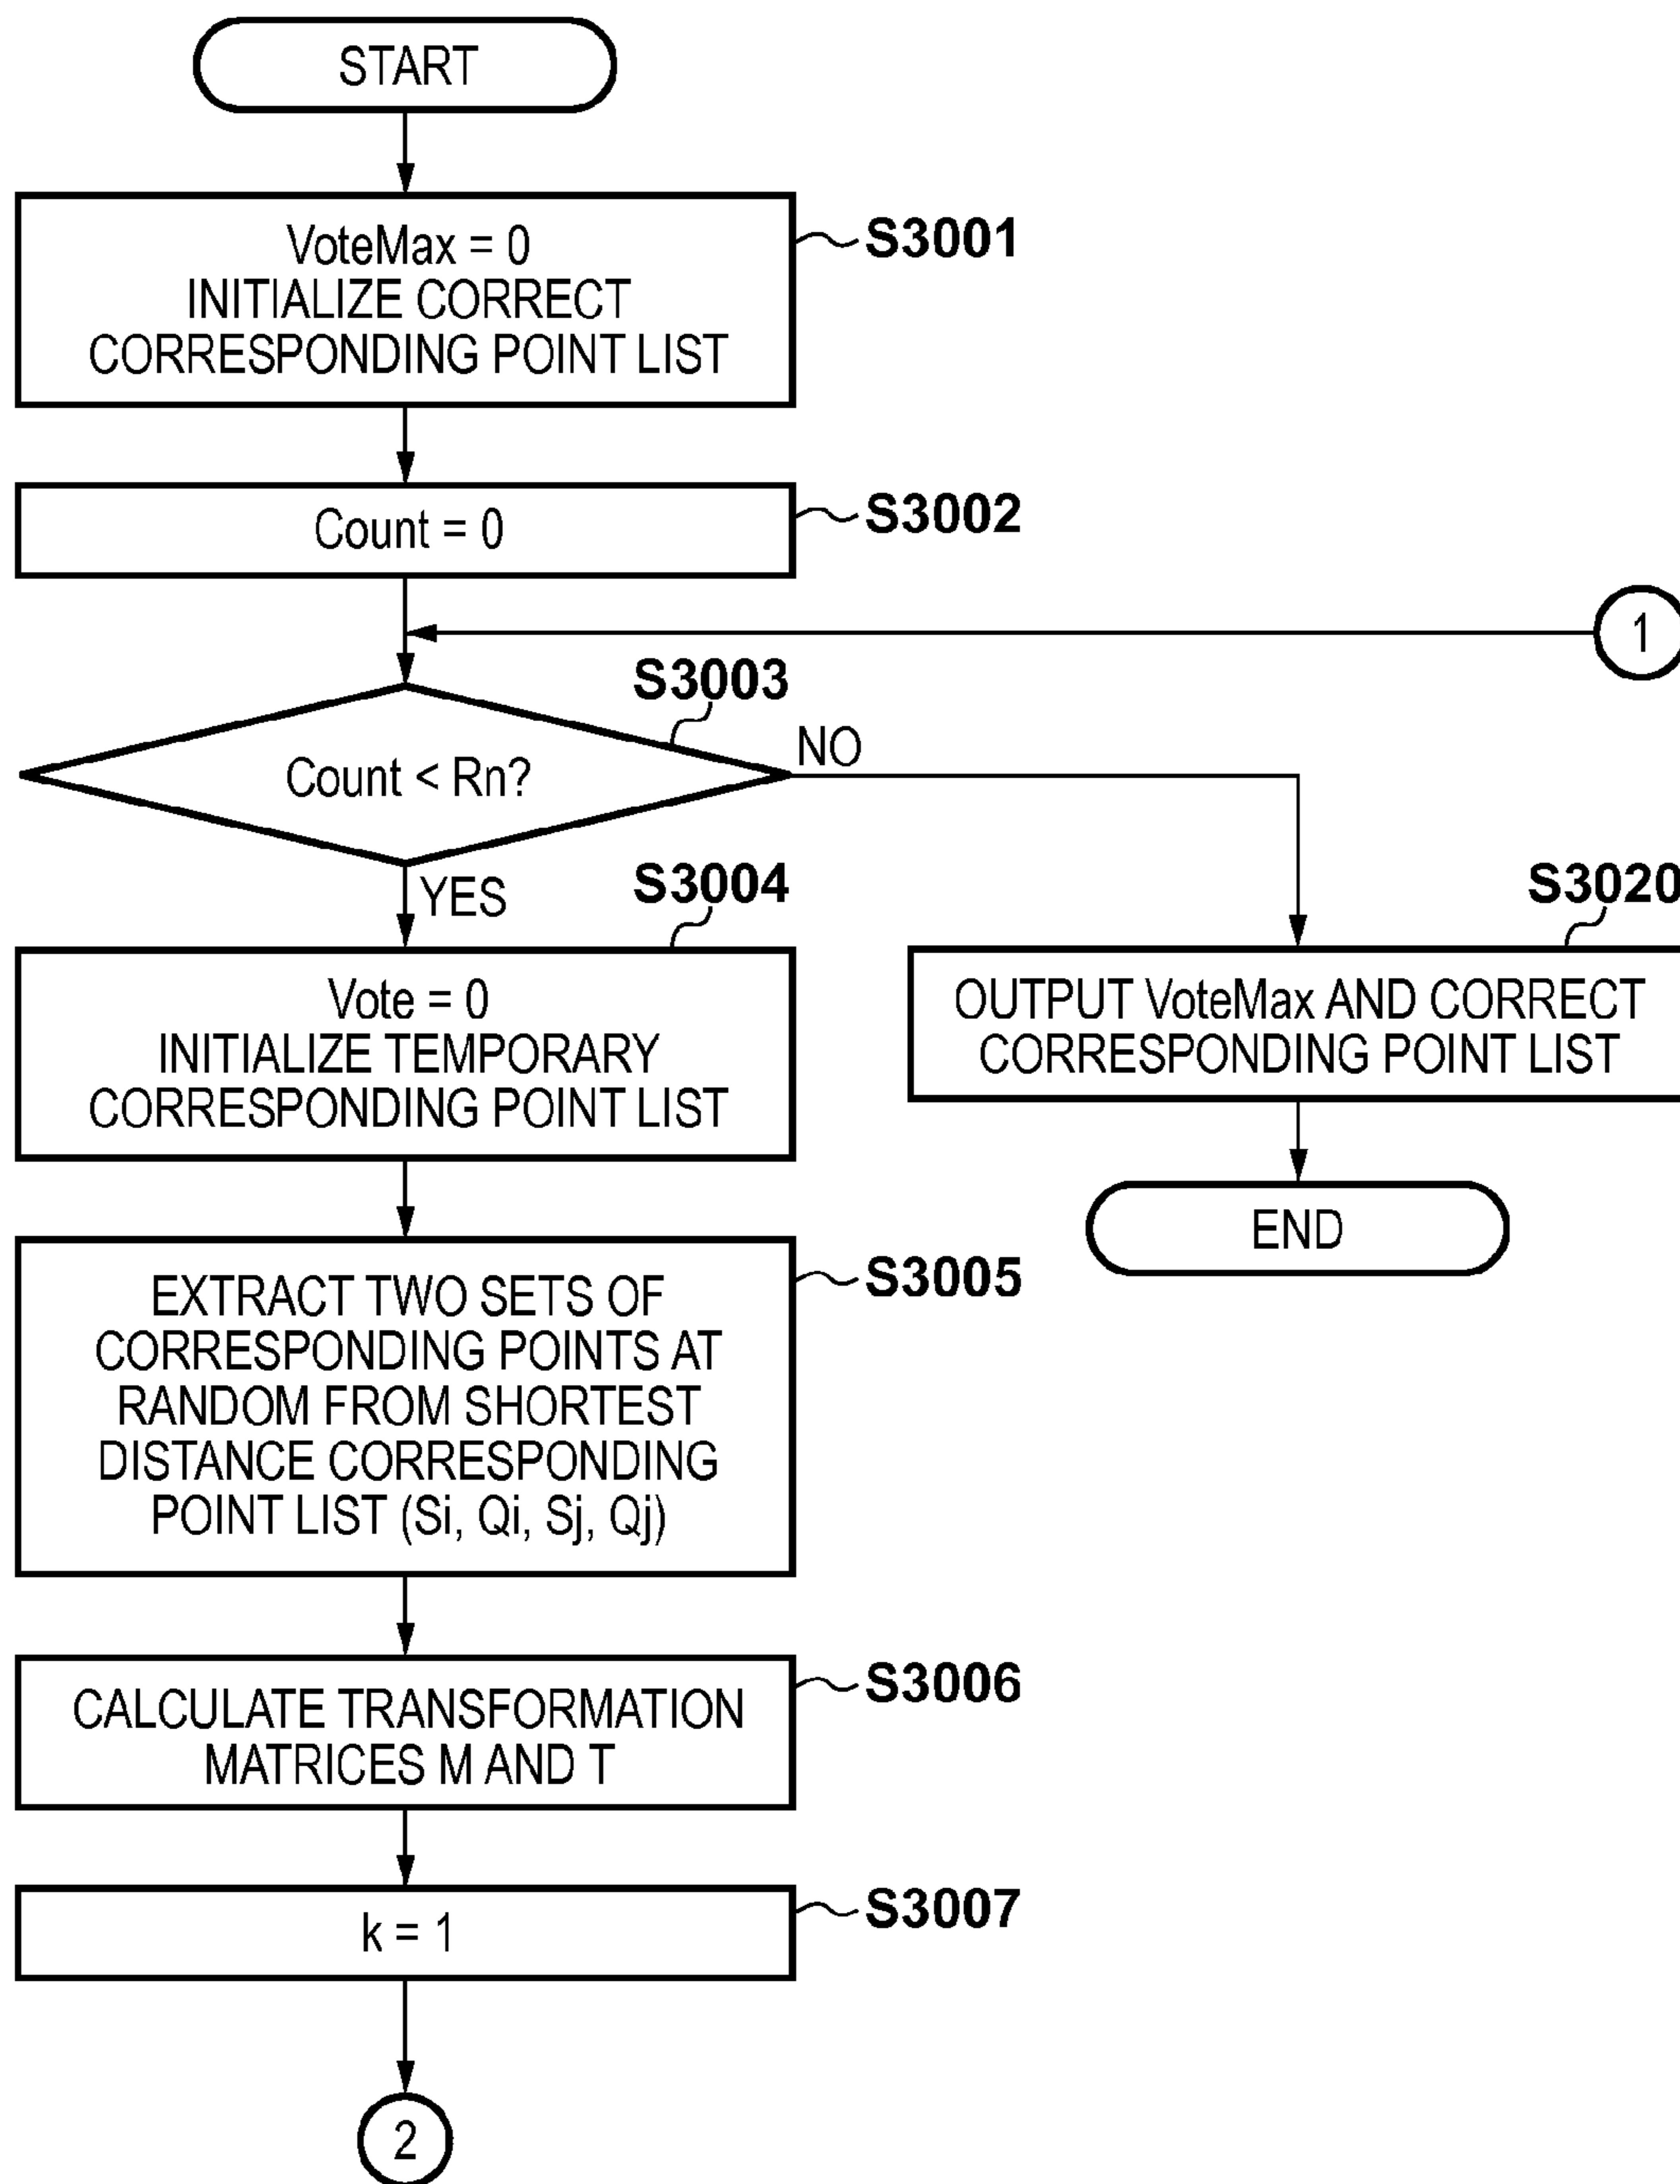 START
VoteMax = 0
INITIALIZE CORRECT
CORRESPONDING POINT LIST
S3001
Count = 0
S3002
1
S3003
Count < Rn?
NO
YES
S3004
Vote = 0
INITIALIZE TEMPORARY
CORRESPONDING POINT LIST
S3020
OUTPUT VoteMax AND CORRECT
CORRESPONDING POINT LIST
END
EXTRACT TWO SETS OF
CORRESPONDING POINTS AT
RANDOM FROM SHORTEST
DISTANCE CORRESPONDING
POINT LIST (Si, Qi, Sj, Qj)
S3005
CALCULATE TRANSFORMATION
MATRICES M AND T
S3006
k = 1
S3007
2